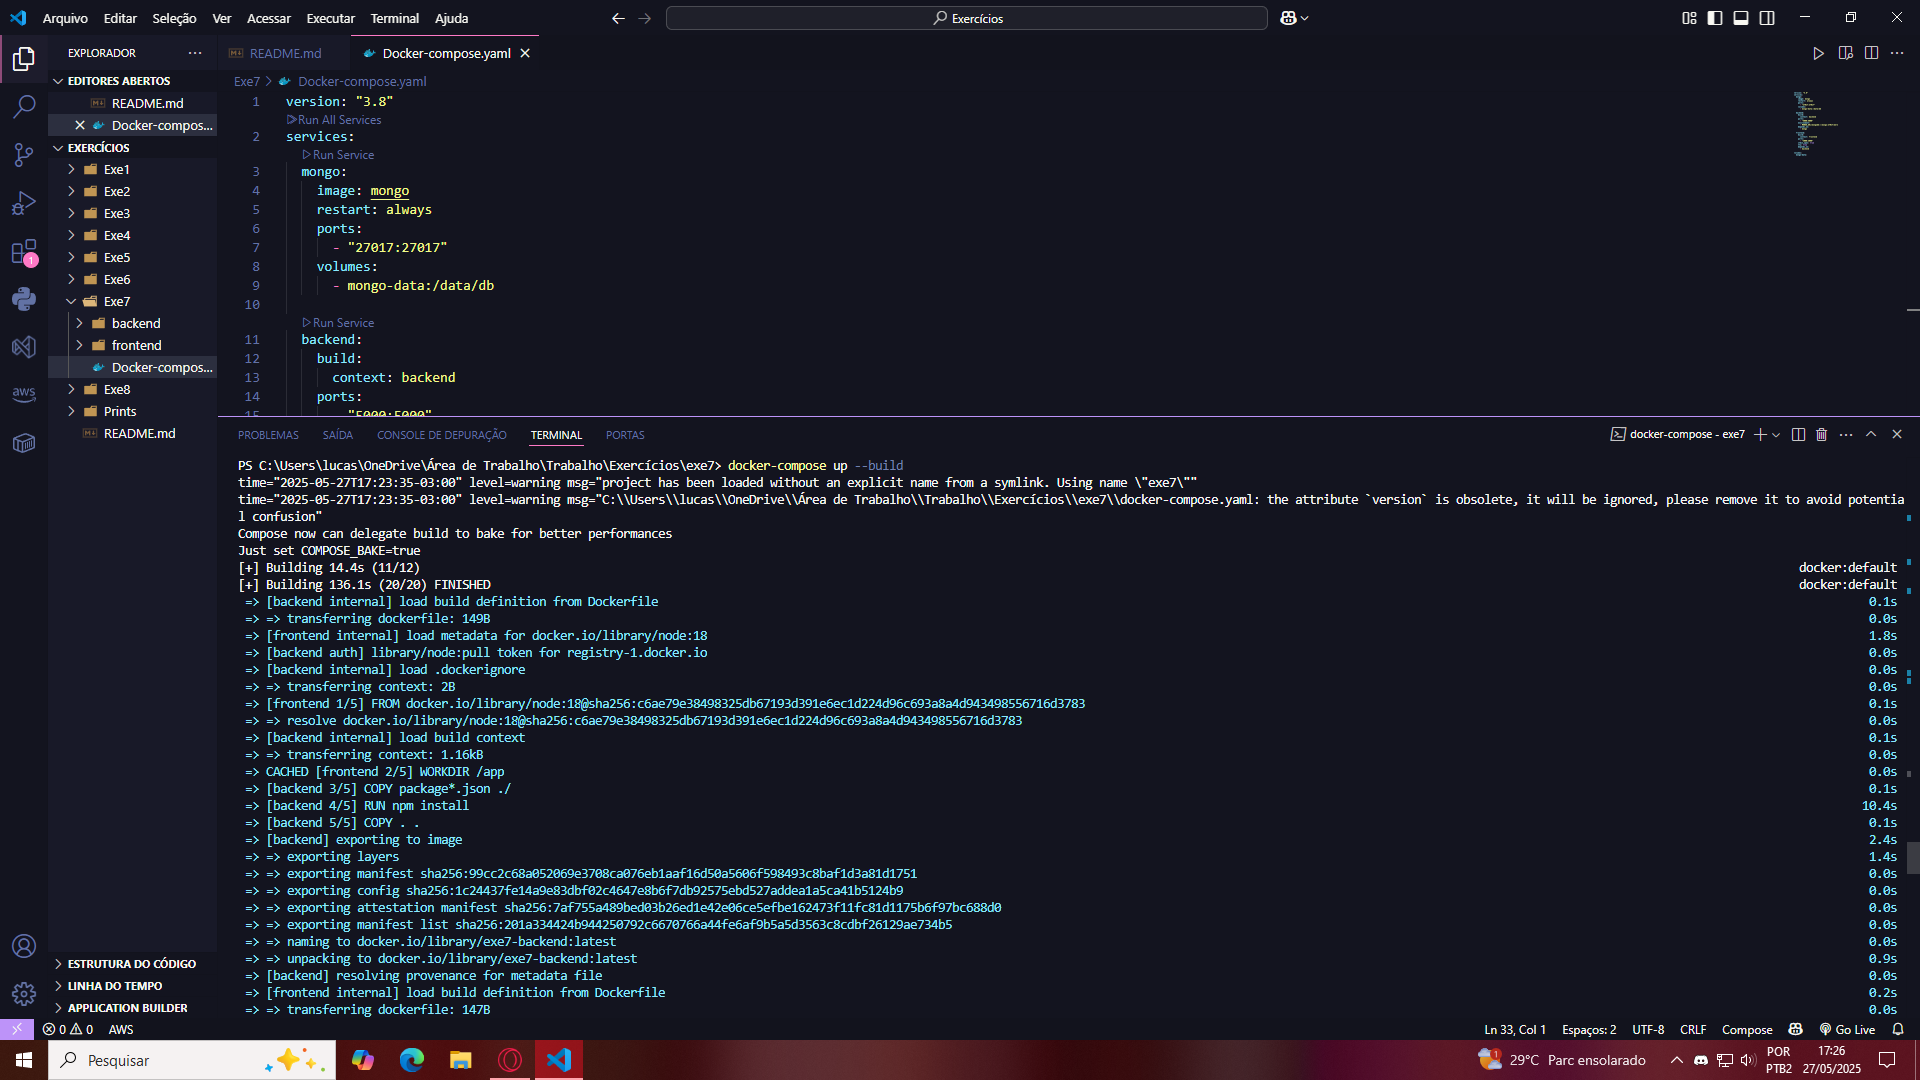 Arquivo Editar Seleção Ver Acessar Executar Terminal Ajuda
Exercícios
EXPLORADOR
README.md
Docker-compose.yaml
EDITORES ABERTOS
README.md
Docker-compos...
EXERCÍCIOS
Exe1
Exe2
Exe3
Exe4
Exe5
Exe6
Exe7
backend
frontend
Docker-compos...
Exe8
Prints
README.md
ESTRUTURA DO CÓDIGO
LINHA DO TEMPO
APPLICATION BUILDER
1
aws
Exe7 > Docker-compose.yaml
1 version: "3.8"
Run All Services
2 services:
Run Service
3 mongo:
4 image: mongo
5 restart: always
6 ports:
7 - "27017:27017"
8 volumes:
9 - mongo-data:/data/db
10
Run Service
11 backend:
12 build:
13 context: backend
14 ports:
15 "5000:5000"
PROBLEMAS SAÍDA CONSOLE DE DEPURAÇÃO TERMINAL PORTAS
docker-compose - exe7
PS C:\Users\lucas\OneDrive\Área de Trabalho\Trabalho\Exercícios\exe7> docker-compose up --build
time="2025-05-27T17:23:35-03:00" level=warning msg="project has been loaded without an explicit name from a symlink. Using name \"exe7\""
time="2025-05-27T17:23:35-03:00" level=warning msg="C:\\Users\\lucas\\OneDrive\\Área de Trabalho\\Trabalho\\Exercícios\\exe7\\docker-compose.yaml: the attribute `version` is obsolete, it will be ignored, please remove it to avoid potentia
l confusion"
Compose now can delegate build to bake for better performances
Just set COMPOSE_BAKE=true
[+] Building 14.4s (11/12) docker:default
[+] Building 136.1s (20/20) FINISHED docker:default
=> [backend internal] load build definition from Dockerfile 0.1s
=> => transferring dockerfile: 149B 0.0s
=> [frontend internal] load metadata for docker.io/library/node:18 1.8s
=> [backend auth] library/node:pull token for registry-1.docker.io 0.0s
=> [backend internal] load .dockerignore 0.0s
=> => transferring context: 2B 0.0s
=> [frontend 1/5] FROM docker.io/library/node:18@sha256:c6ae79e38498325db67193d391e6ec1d224d96c693a8a4d943498556716d3783 0.1s
=> => resolve docker.io/library/node:18@sha256:c6ae79e38498325db67193d391e6ec1d224d96c693a8a4d943498556716d3783 0.0s
=> [backend internal] load build context 0.1s
=> => transferring context: 1.16kB 0.0s
=> CACHED [frontend 2/5] WORKDIR /app 0.0s
=> [backend 3/5] COPY package*.json ./ 0.1s
=> [backend 4/5] RUN npm install 10.4s
=> [backend 5/5] COPY . . 0.1s
=> [backend] exporting to image 2.4s
=> => exporting layers 1.4s
=> => exporting manifest sha256:99cc2c68a052069e3708ca076eb1aaf16d50a5606f598493c8baf1d3a81d1751 0.0s
=> => exporting config sha256:1c24437fe14a9e83dbf02c4647e8b6f7db92575ebd527addea1a5ca41b5124b9 0.0s
=> => exporting attestation manifest sha256:7af755a489bed03b26ed1e42e06ce5efbe162473f11fc81d1175b6f97bc688d0 0.0s
=> => exporting manifest list sha256:201a334424b944250792c6670766a44fe6af9b5a5d3563c8cdbf26129ae734b5 0.0s
=> => naming to docker.io/library/exe7-backend:latest 0.0s
=> => unpacking to docker.io/library/exe7-backend:latest 0.9s
=> [backend] resolving provenance for metadata file 0.0s
=> [frontend internal] load build definition from Dockerfile 0.2s
=> => transferring dockerfile: 147B 0.0s
0 0 AWS
Ln 33, Col 1 Espaços: 2 UTF-8 CRLF Compose Go Live
Pesquisar
1 29°C Parc ensolarado
POR
PTB2
17:26
27/05/2025